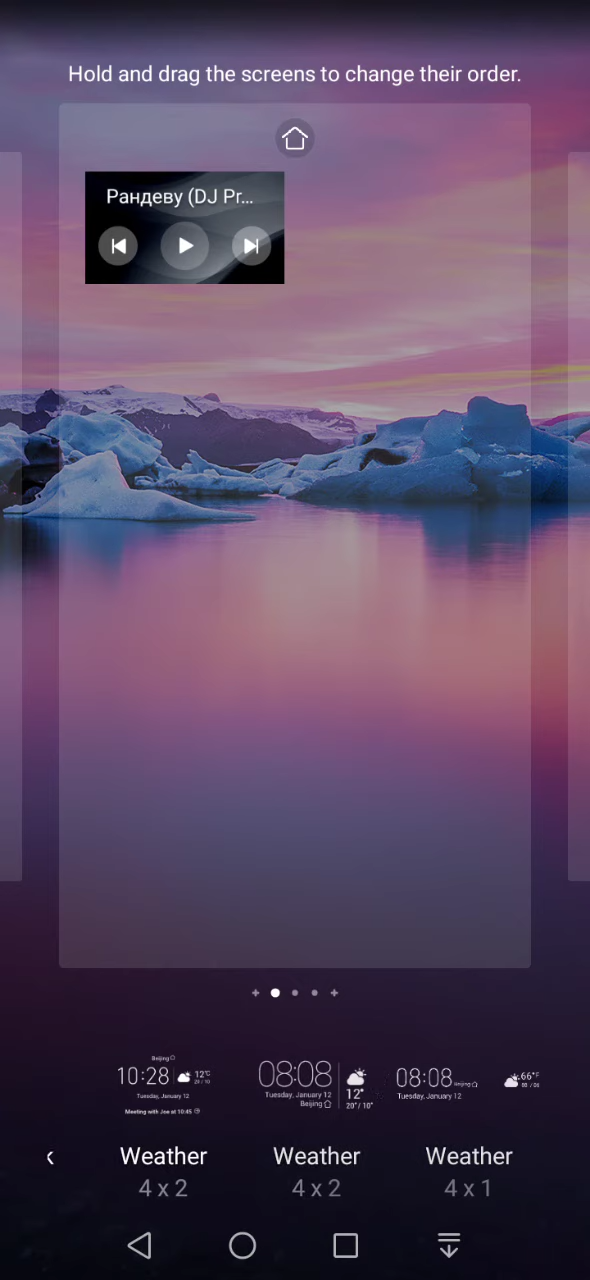 Hold and drag the screens to change their order.
Рандеву (DJ Pr...
Beijing
10:28
12°C
Tuesday, January 12
Meeting with Joe at 10:45
08:08
Tuesday, January 12
Beijing
12°
20°/ 10°
08:08 Beijing
Tuesday, January 12
66°F
Weather
4 x 2
Weather
4 x 2
Weather
4 x 1